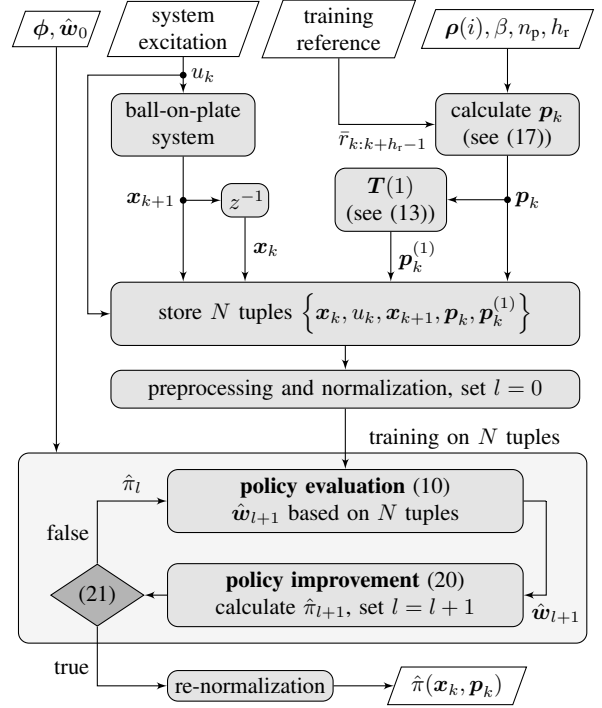 ϕ, ŵ₀
system
excitation
training
reference
ρ(i), β, nₚ, hᵣ
uₖ
ball-on-plate
system
calculate pₖ
(see (17))
r̄ₖ:ₖ₊ₕᵣ₋₁
xₖ₊₁
z⁻¹
T(1)
(see (13))
pₖ
xₖ
pₖ⁽¹⁾
store N tuples {xₖ, uₖ, xₖ₊₁, pₖ, pₖ⁽¹⁾}
preprocessing and normalization, set l = 0
training on N tuples
π̂ₗ
policy evaluation (10)
ŵₗ₊₁ based on N tuples
false
(21)
policy improvement (20)
calculate π̂ₗ₊₁, set l = l + 1
ŵₗ₊₁
true
re-normalization
π̂(xₖ, pₖ)